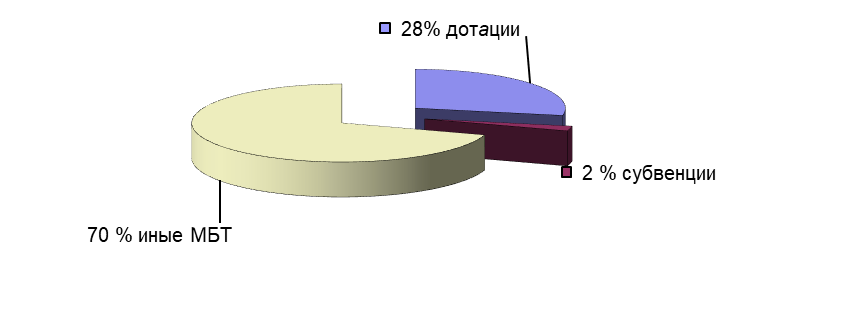 28% дотации
2 % субвенции
70 % иные МБТ